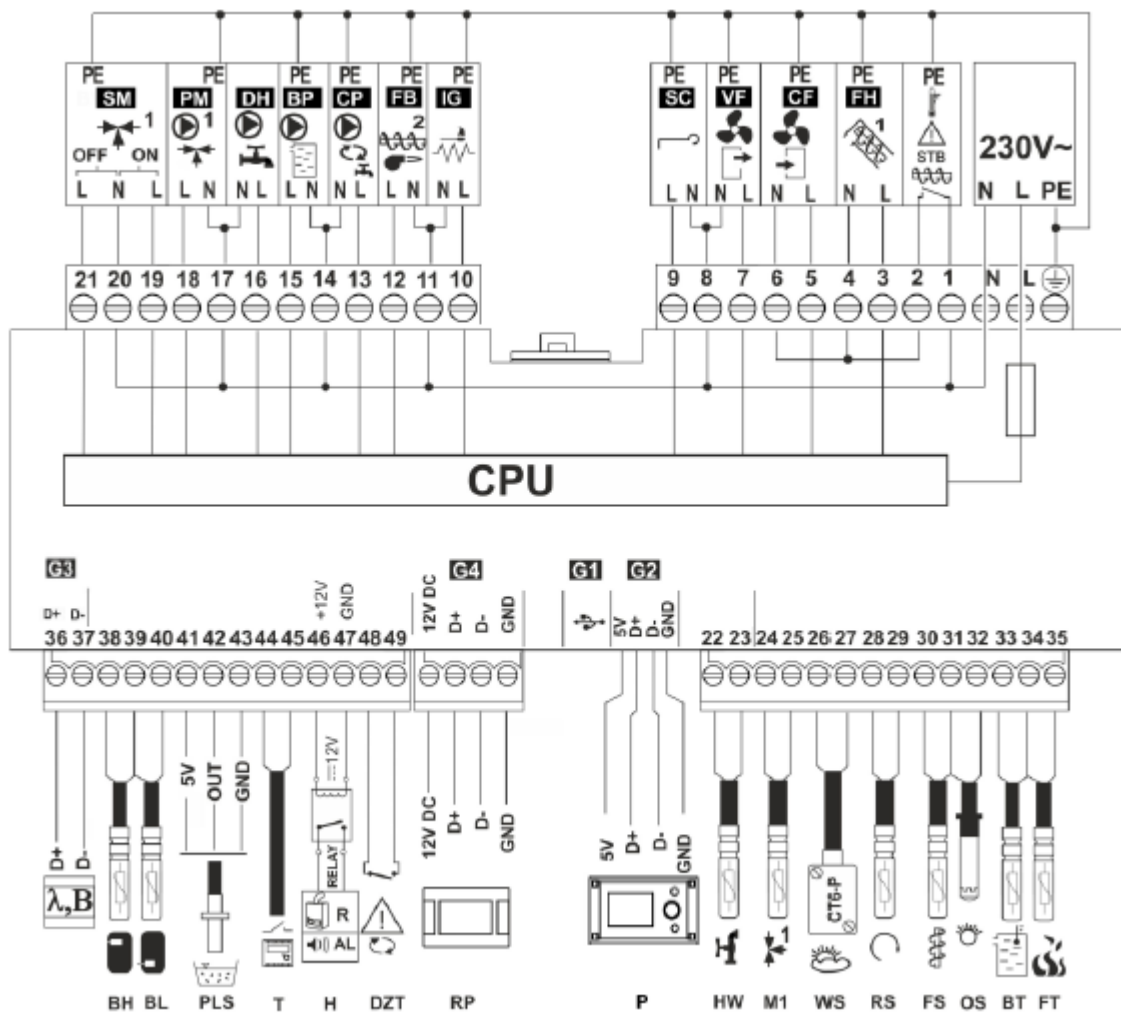 PE PE PE PE PE PE PE PE PE PE PE
SM PM DH BP CP FB IG SC VF CF FH
1 1 2 1
OFF ON STB 230V~
L N L L N N L L N N L L N L L N N L N L N L N L PE
21 20 19 18 17 16 15 14 13 12 11 10 9 8 7 6 5 4 3 2 1 N L
CPU
G3 G4 G1 G2
D+ D- +12V GND 12V DC D+ D- GND 5V D+ D- GND
36 37 38 39 40 41 42 43 44 45 46 47 48 49 22 23 24 25 26 27 28 29 30 31 32 33 34 35
D+ D- 5V OUT GND 12V RELAY 12V DC D+ D- GND 5V D+ D- GND
λ,B R CT6-P
AL 1
BH BL PLS T H DZT RP P HW M1 WS RS FS OS BT FT